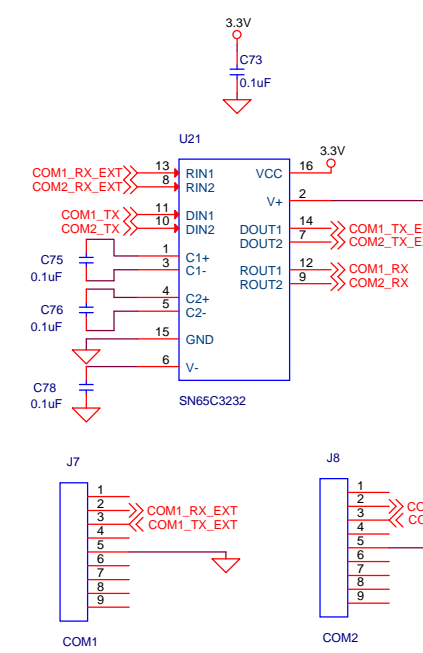 3.3V
C73
0.1uF
U21
3.3V
COM1_RX_EXT 13 RIN1 VCC 16
COM2_RX_EXT 8 RIN2
V+ 2
COM1_TX 11 DIN1
COM2_TX 10 DIN2
DOUT1 14 COM1_TX_E
DOUT2 7 COM2_TX_E
C75
0.1uF
1 C1+
3 C1-
ROUT1 12 COM1_RX
ROUT2 9 COM2_RX
C76
0.1uF
4 C2+
5 C2-
15 GND
6 V-
C78
0.1uF
SN65C3232
J7
1
2 COM1_RX_EXT
3 COM1_TX_EXT
4
5
6
7
8
9
COM1
J8
1
2 CO
3 CO
4
5
6
7
8
9
COM2